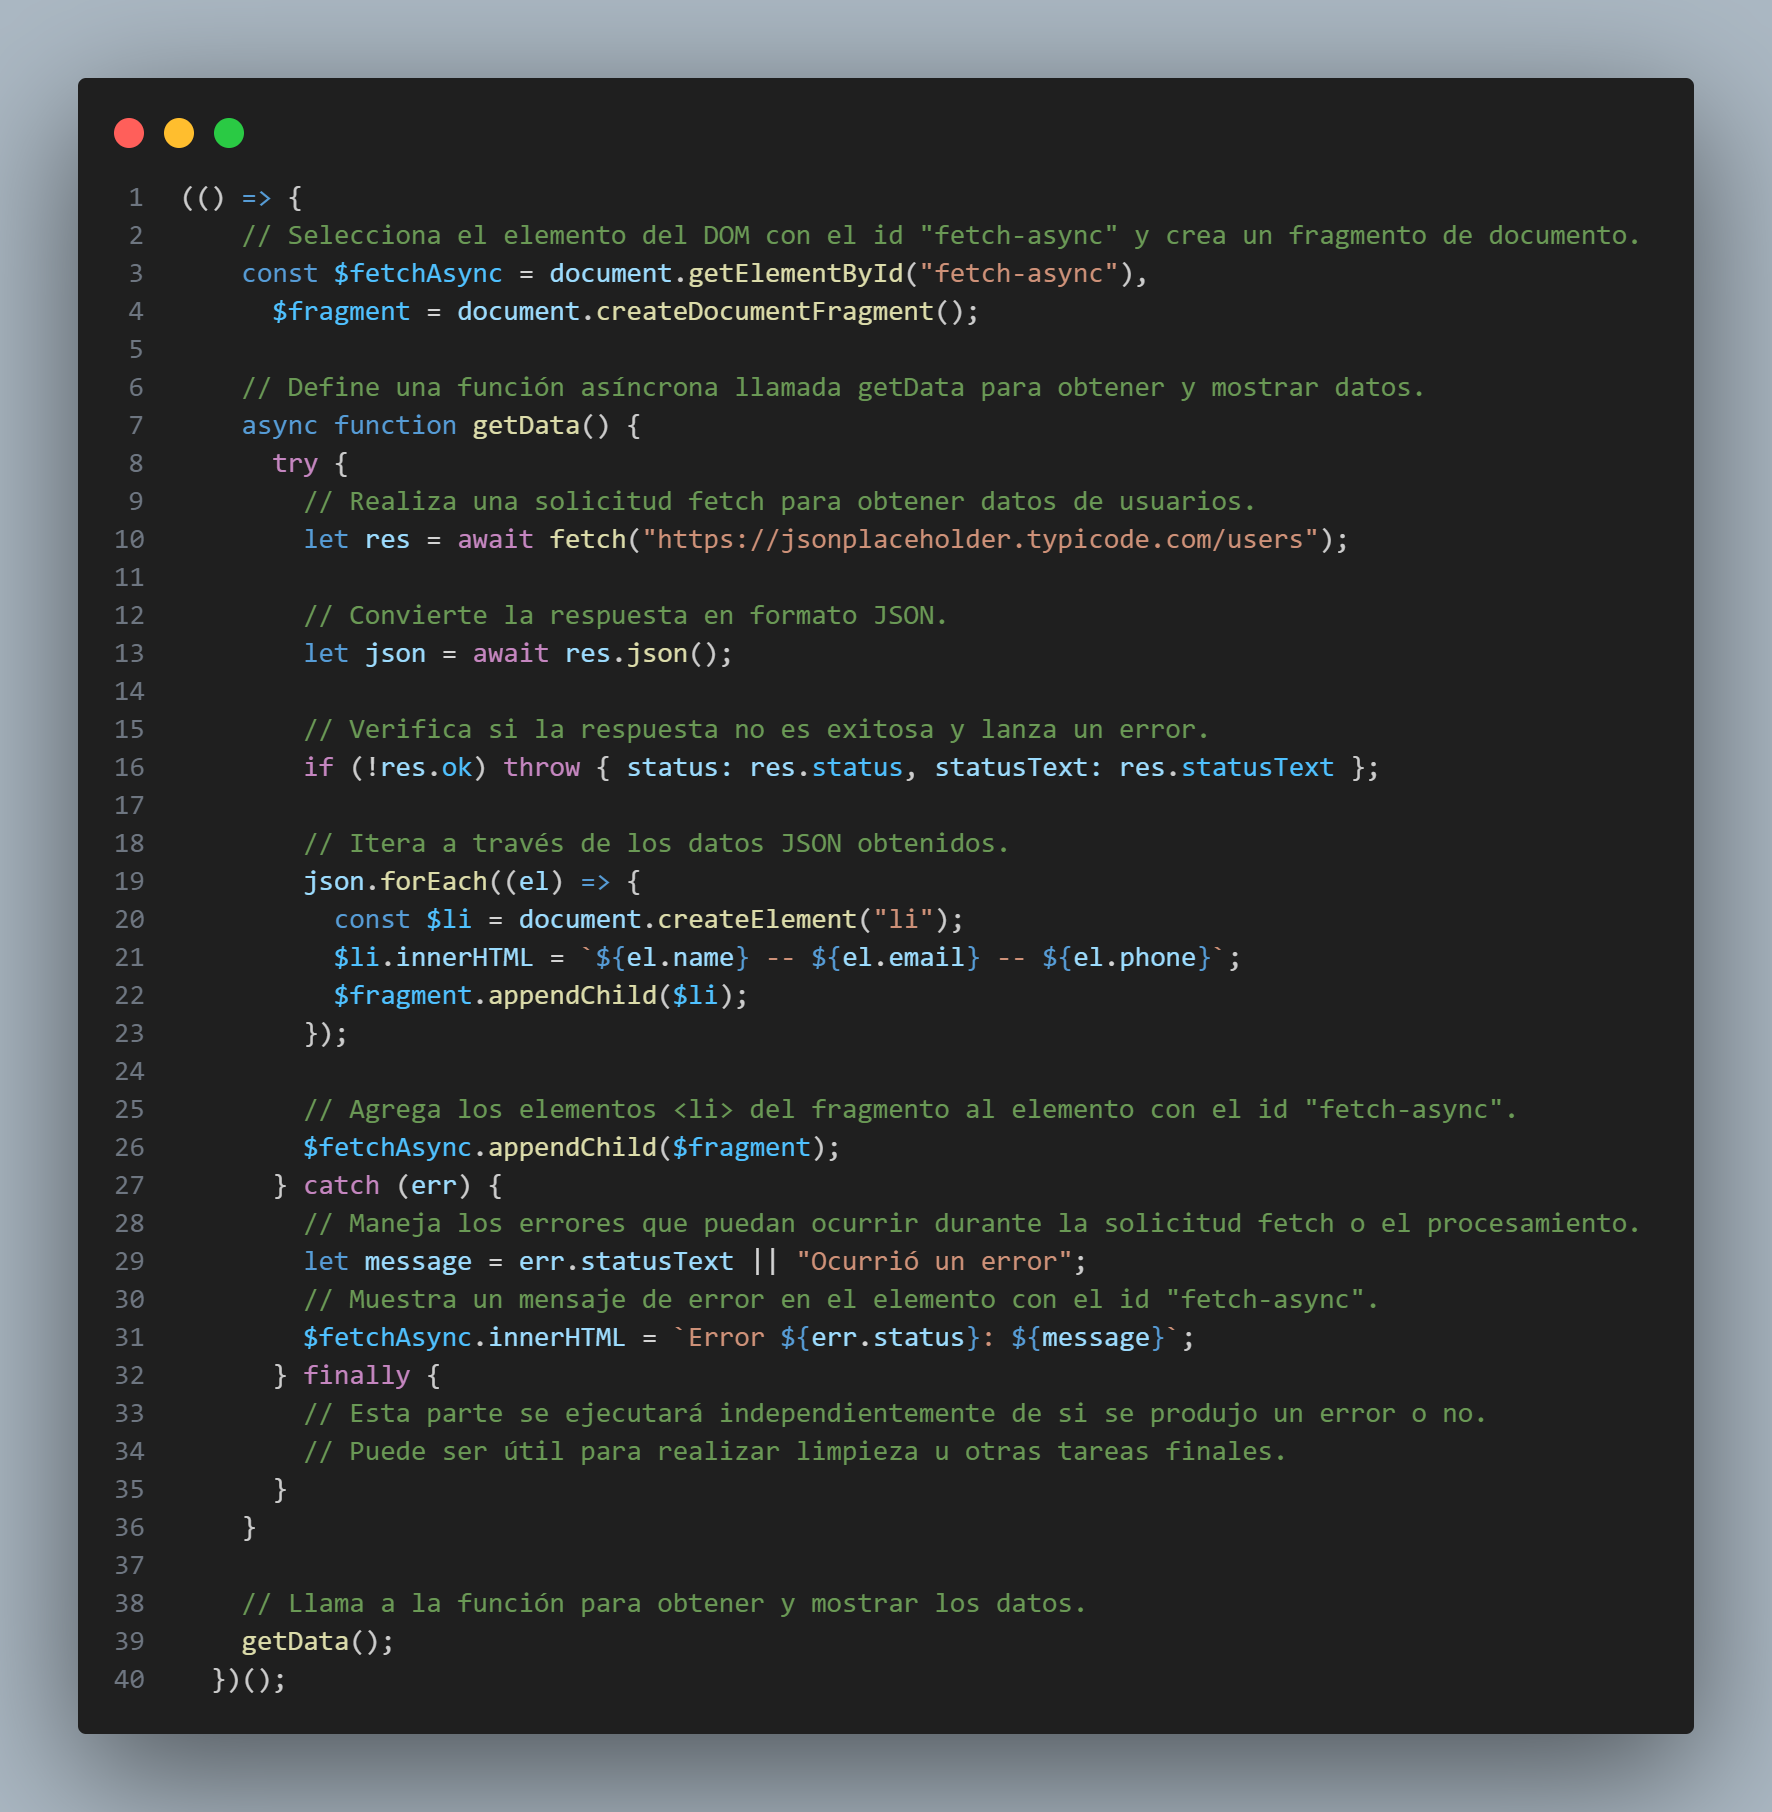 1 (() => {
2 // Selecciona el elemento del DOM con el id "fetch-async" y crea un fragmento de documento.
3 const $fetchAsync = document.getElementById("fetch-async"),
4 $fragment = document.createDocumentFragment();
5
6 // Define una función asíncrona llamada getData para obtener y mostrar datos.
7 async function getData() {
8 try {
9 // Realiza una solicitud fetch para obtener datos de usuarios.
10 let res = await fetch("https://jsonplaceholder.typicode.com/users");
11
12 // Convierte la respuesta en formato JSON.
13 let json = await res.json();
14
15 // Verifica si la respuesta no es exitosa y lanza un error.
16 if (!res.ok) throw { status: res.status, statusText: res.statusText };
17
18 // Itera a través de los datos JSON obtenidos.
19 json.forEach((el) => {
20 const $li = document.createElement("li");
21 $li.innerHTML = `${el.name} -- ${el.email} -- ${el.phone}`;
22 $fragment.appendChild($li);
23 });
24
25 // Agrega los elementos <li> del fragmento al elemento con el id "fetch-async".
26 $fetchAsync.appendChild($fragment);
27 } catch (err) {
28 // Maneja los errores que puedan ocurrir durante la solicitud fetch o el procesamiento.
29 let message = err.statusText || "Ocurrió un error";
30 // Muestra un mensaje de error en el elemento con el id "fetch-async".
31 $fetchAsync.innerHTML = `Error ${err.status}: ${message}`;
32 } finally {
33 // Esta parte se ejecutará independientemente de si se produjo un error o no.
34 // Puede ser útil para realizar limpieza u otras tareas finales.
35 }
36 }
37
38 // Llama a la función para obtener y mostrar los datos.
39 getData();
40 })();